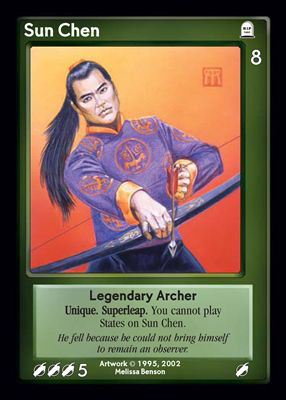 Sun Chen
R.I.P
8
Legendary Archer
Unique. Superleap. You cannot play
States on Sun Chen.
He fell because he could not bring himself
to remain an observer.
5
Artwork © 1995, 2002
Melissa Benson